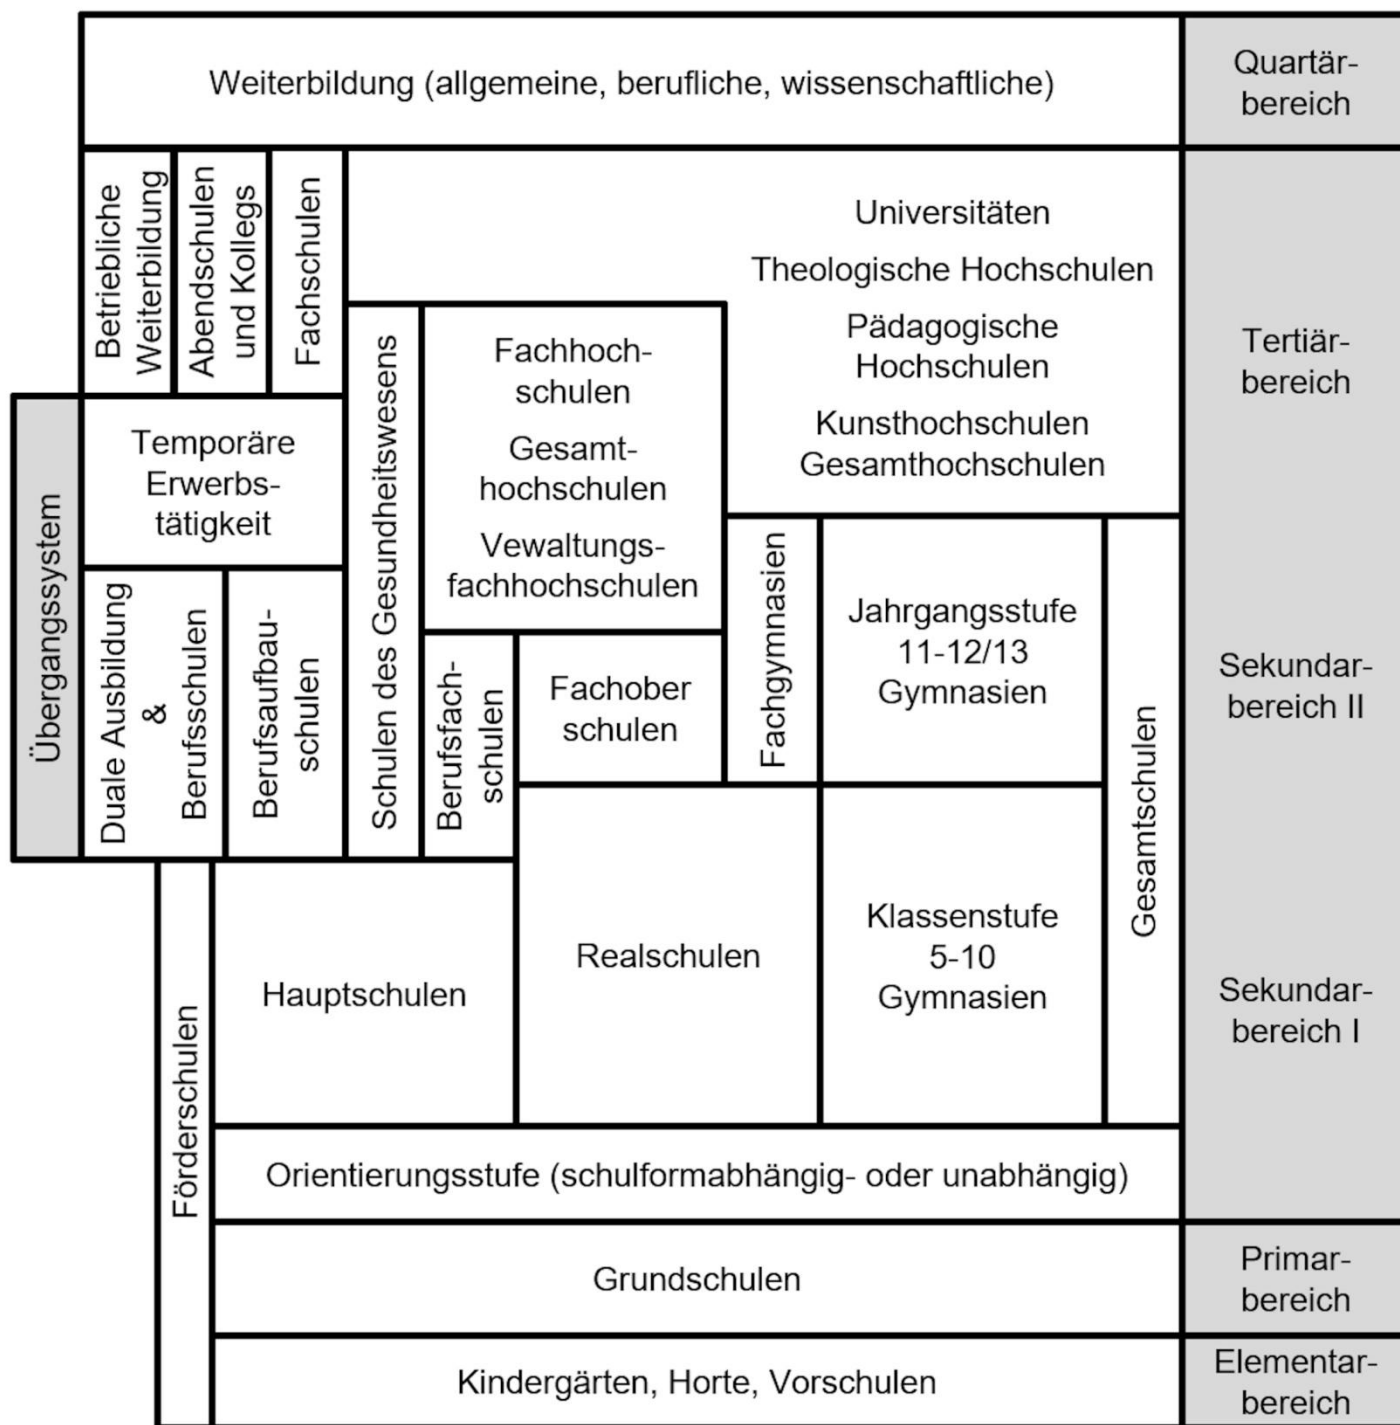 Weiterbildung (allgemeine, berufliche, wissenschaftliche)
Quartär-
bereich
Betriebliche
Weiterbildung
Abendschulen
und Kollegs
Fachschulen
Universitäten
Theologische Hochschulen
Pädagogische
Hochschulen
Kunsthochschulen
Gesamthochschulen
Tertiär-
bereich
Übergangssystem
Temporäre
Erwerbs-
tätigkeit
Schulen des Gesundheitswesens
Fachhoch-
schulen
Gesamt-
hochschulen
Vewaltungs-
fachhochschulen
Duale Ausbildung
&
Berufsschulen
Berufsaufbau-
schulen
Berufsfach-
schulen
Fachober
schulen
Fachgymnasien
Jahrgangsstufe
11-12/13
Gymnasien
Gesamtschulen
Sekundar-
bereich II
Förderschulen
Hauptschulen
Realschulen
Klassenstufe
5-10
Gymnasien
Sekundar-
bereich I
Orientierungsstufe (schulformabhängig- oder unabhängig)
Grundschulen
Primar-
bereich
Kindergärten, Horte, Vorschulen
Elementar-
bereich